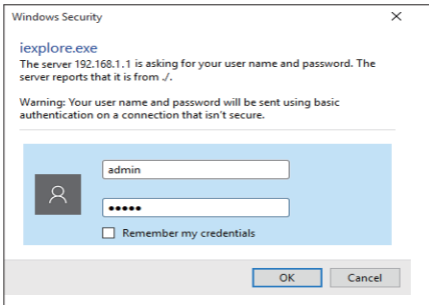 Windows Security
iexplore.exe
The server 192.168.1.1 is asking for your user name and password. The
server reports that it is from ./.
Warning: Your user name and password will be sent using basic
authentication on a connection that isn't secure.
admin
•••••
Remember my credentials
OK Cancel